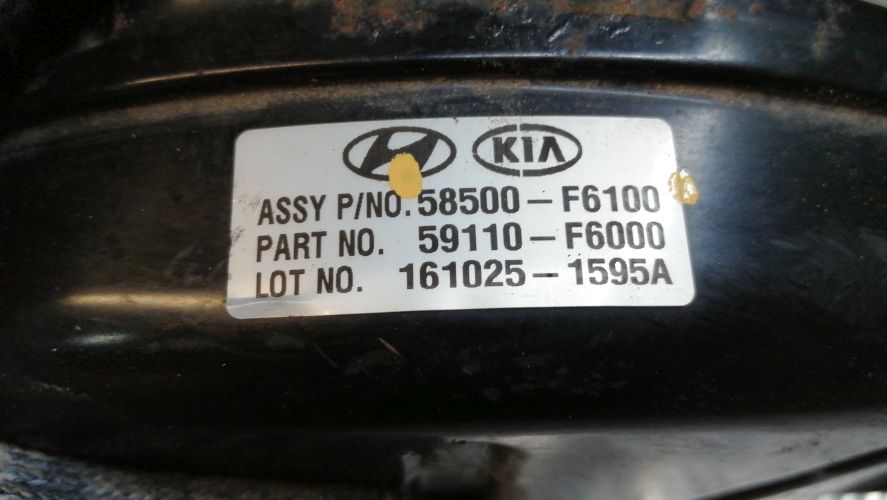 KIA
ASSY P/NO. 58500-F6100
PART NO. 59110-F6000
LOT NO. 161025-1595A